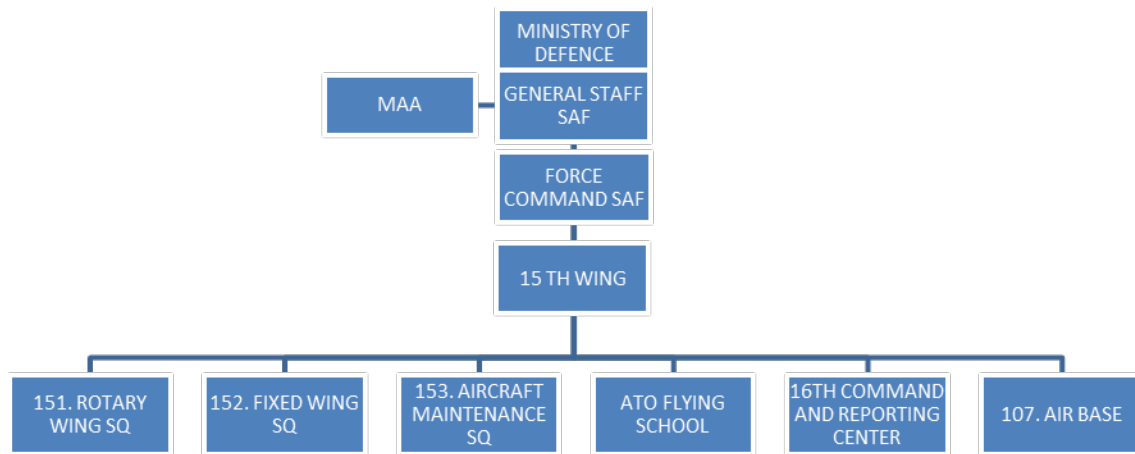 MINISTRY OF
DEFENCE
MAA
GENERAL STAFF
SAF
FORCE
COMMAND SAF
15 TH WING
151. ROTARY
WING SQ
152. FIXED WING
SQ
153. AIRCRAFT
MAINTENANCE
SQ
ATO FLYING
SCHOOL
16TH COMMAND
AND REPORTING
CENTER
107. AIR BASE